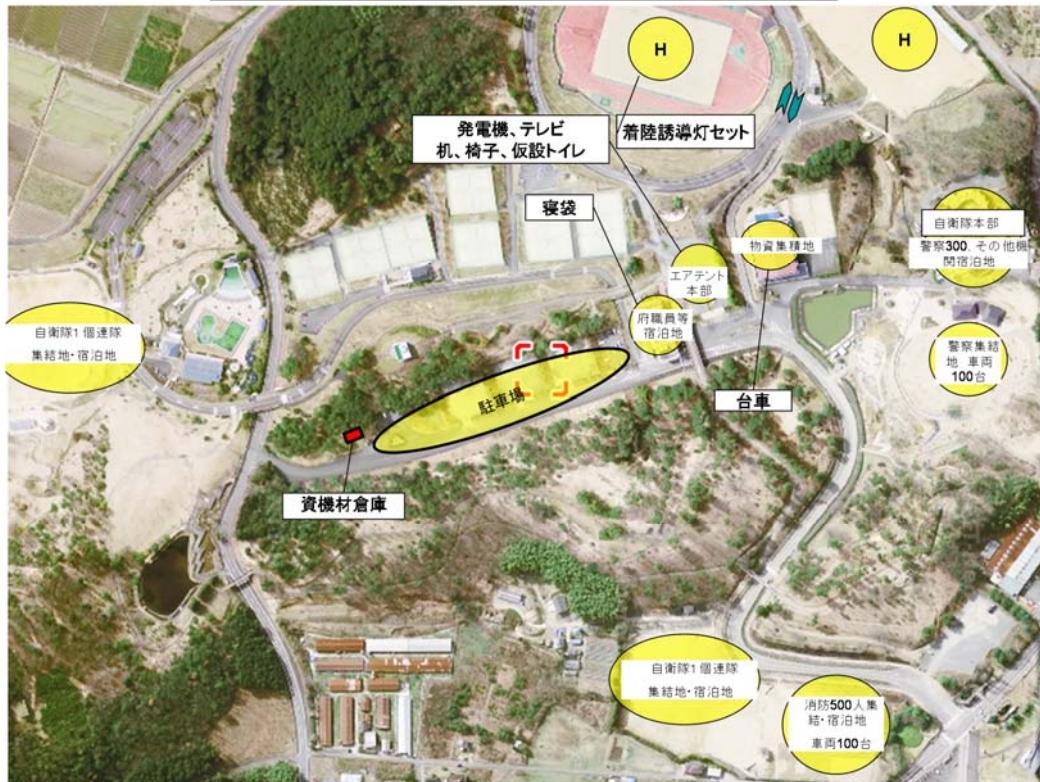 H
H
発電機、テレビ
机、椅子、仮設トイレ
着陸誘導灯セット
寝袋
物資集積地
自衛隊本部
警察300、その他機
関宿泊地
エアテント
本部
府職員等
宿泊地
自衛隊1個連隊
集結地・宿泊地
警察集結
地 車両
100台
駐車場
台車
資機材倉庫
自衛隊1個連隊
集結地・宿泊地
消防500人集
結・宿泊地
車両100台